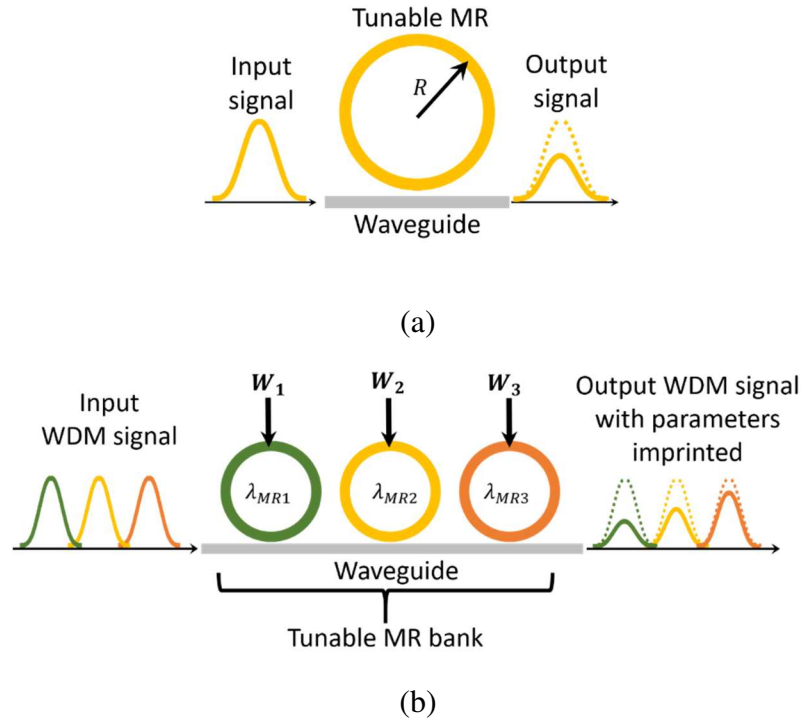 Tunable MR
Input
signal
R
Output
signal
Waveguide
(a)
Input
WDM signal
W₁
W₂
W₃
Output WDM signal
with parameters
imprinted
λMR1
λMR2
λMR3
Waveguide
Tunable MR bank
(b)